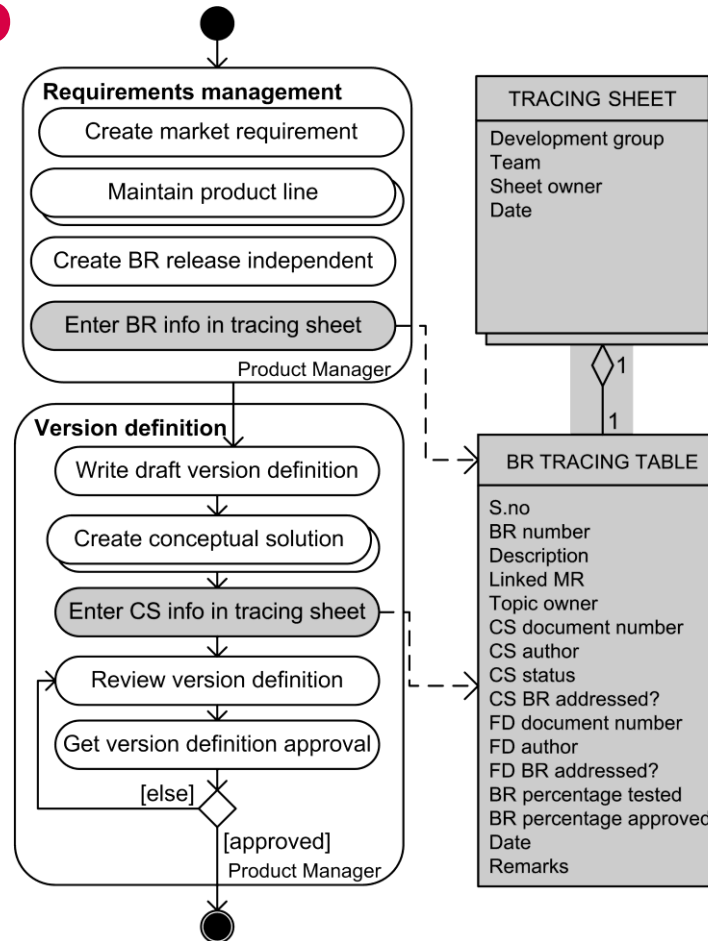 Requirements management
Create market requirement
Maintain product line
Create BR release independent
Enter BR info in tracing sheet
Product Manager
Version definition
Write draft version definition
Create conceptual solution
Enter CS info in tracing sheet
Review version definition
Get version definition approval
[else]
[approved]
Product Manager
TRACING SHEET
Development group
Team
Sheet owner
Date
1
1
BR TRACING TABLE
S.no
BR number
Description
Linked MR
Topic owner
CS document number
CS author
CS status
CS BR addressed?
FD document number
FD author
FD BR addressed?
BR percentage tested
BR percentage approved
Date
Remarks